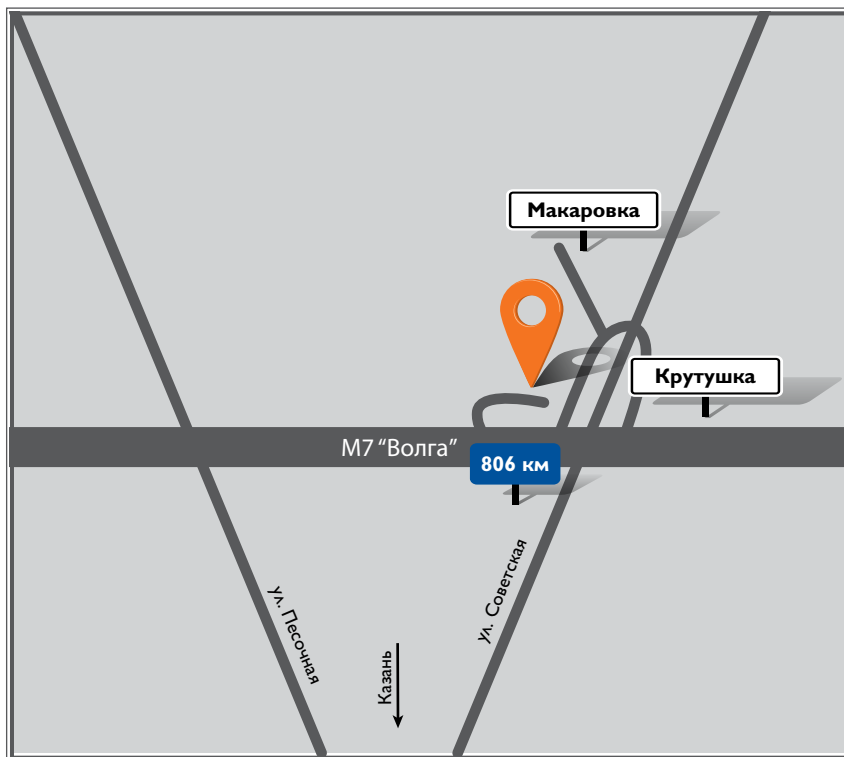 Макаровка
Крутушка
М7 “Волга”
806 км
ул. Песочная
ул. Советская
Казань